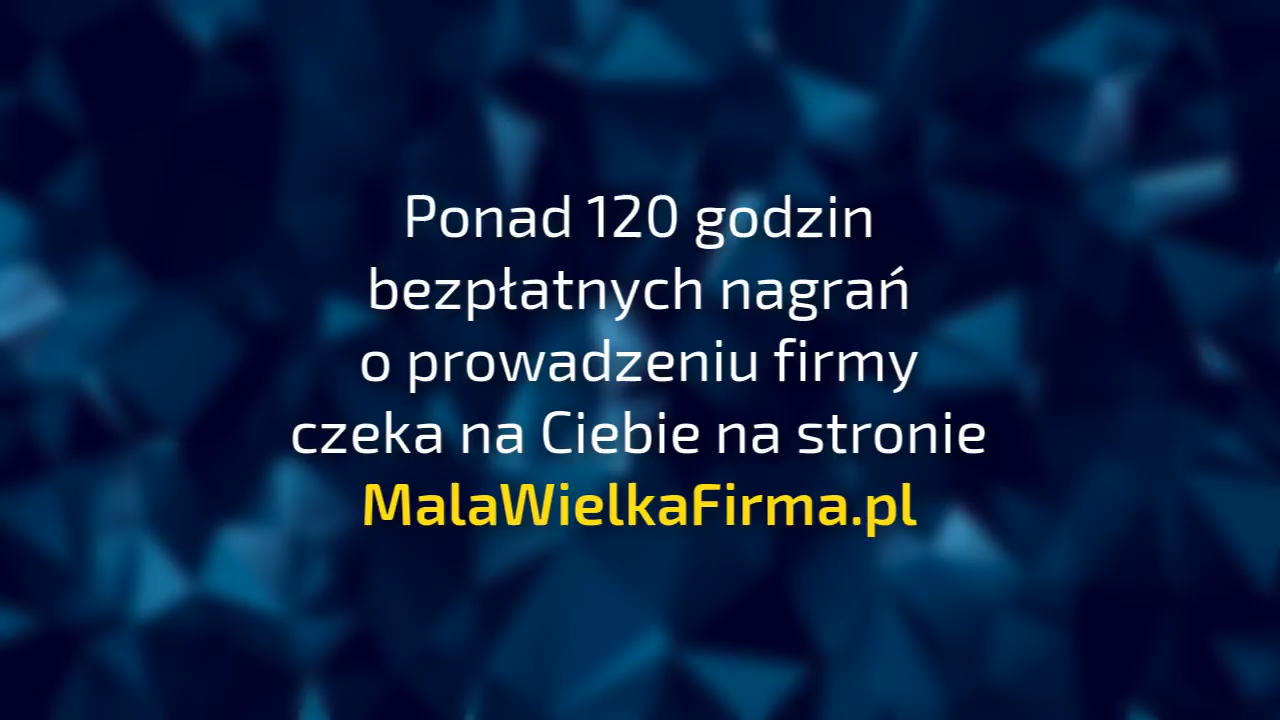 Ponad 120 godzin
bezpłatnych nagrań
o prowadzeniu firmy
czeka na Ciebie na stronie
MalaWielkaFirma.pl